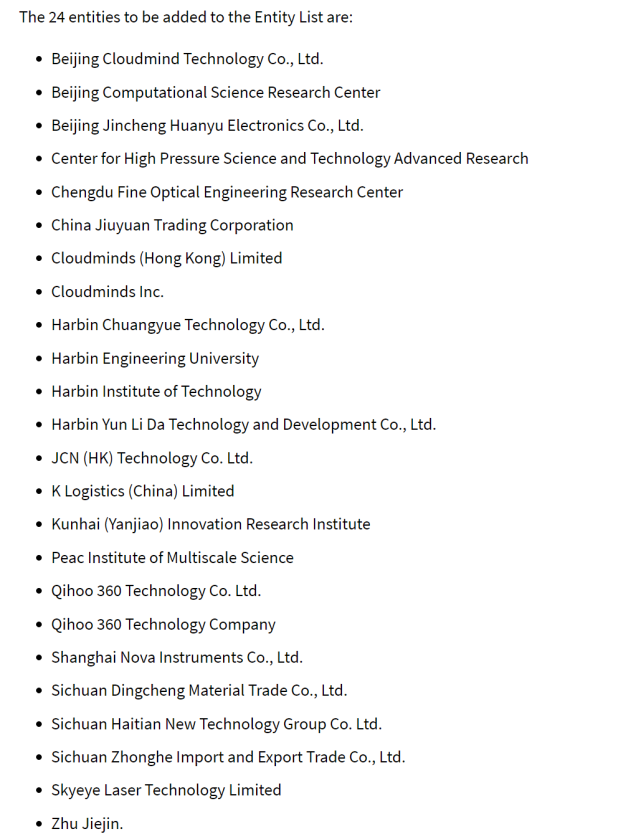 The 24 entities to be added to the Entity List are:
• Beijing Cloudmind Technology Co., Ltd.
• Beijing Computational Science Research Center
• Beijing Jincheng Huanyu Electronics Co., Ltd.
• Center for High Pressure Science and Technology Advanced Research
• Chengdu Fine Optical Engineering Research Center
• China Jiuyuan Trading Corporation
• Cloudminds (Hong Kong) Limited
• Cloudminds Inc.
• Harbin Chuangyue Technology Co., Ltd.
• Harbin Engineering University
• Harbin Institute of Technology
• Harbin Yun Li Da Technology and Development Co., Ltd.
• JCN (HK) Technology Co. Ltd.
• K Logistics (China) Limited
• Kunhai (Yanjiao) Innovation Research Institute
• Peac Institute of Multiscale Science
• Qihoo 360 Technology Co. Ltd.
• Qihoo 360 Technology Company
• Shanghai Nova Instruments Co., Ltd.
• Sichuan Dingcheng Material Trade Co., Ltd.
• Sichuan Haitian New Technology Group Co. Ltd.
• Sichuan Zhonghe Import and Export Trade Co., Ltd.
• Skyeye Laser Technology Limited
• Zhu Jiejin.